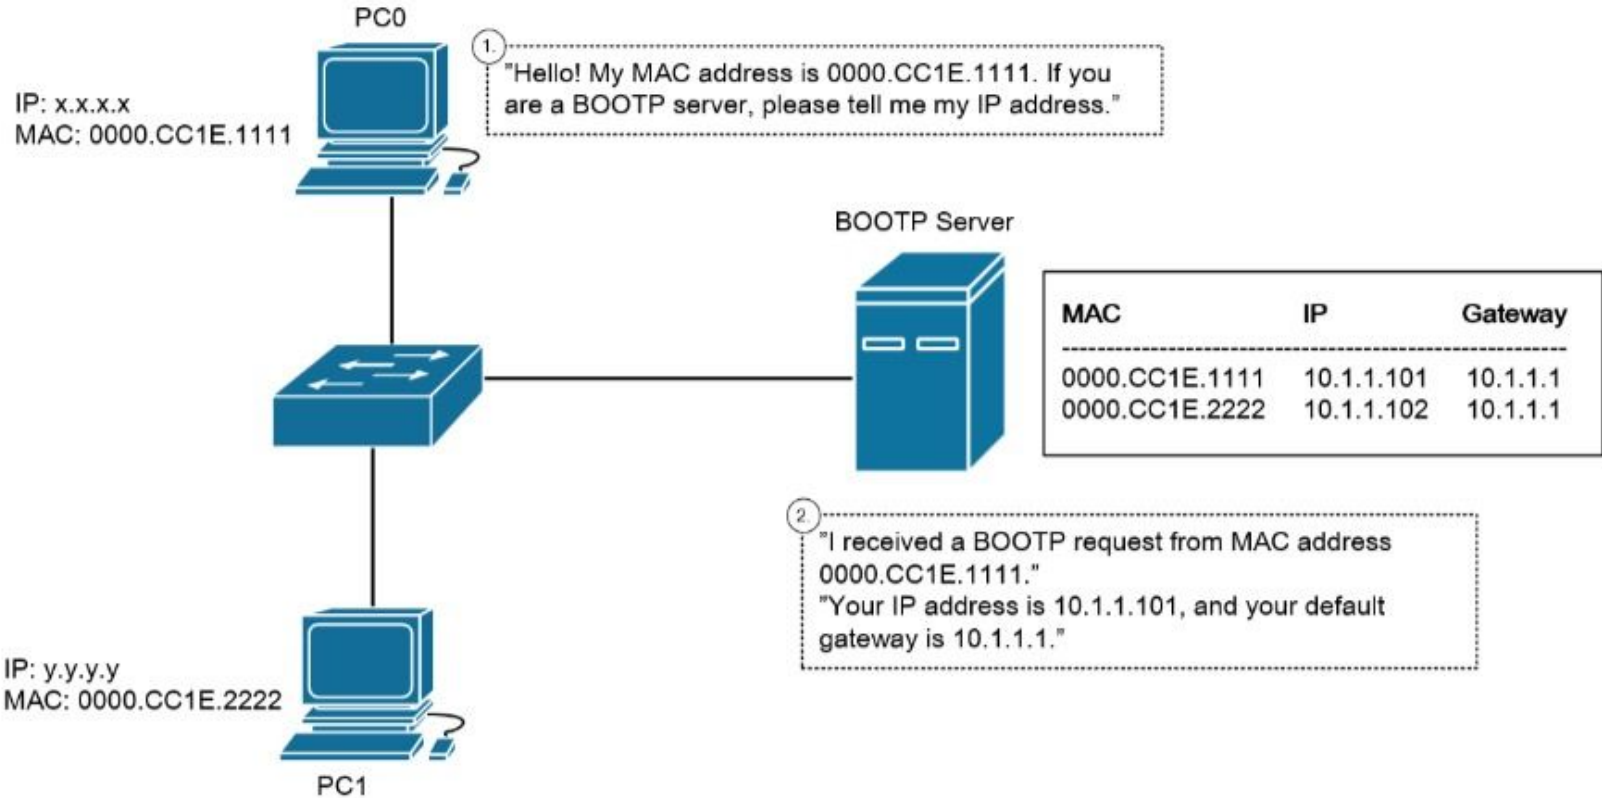 PC0
1.
"Hello! My MAC address is 0000.CC1E.1111. If you
are a BOOTP server, please tell me my IP address."
IP: x.x.x.x
MAC: 0000.CC1E.1111
BOOTP Server
MAC IP Gateway
0000.CC1E.1111 10.1.1.101 10.1.1.1
0000.CC1E.2222 10.1.1.102 10.1.1.1
2.
"I received a BOOTP request from MAC address
0000.CC1E.1111."
"Your IP address is 10.1.1.101, and your default
gateway is 10.1.1.1."
IP: y.y.y.y
MAC: 0000.CC1E.2222
PC1